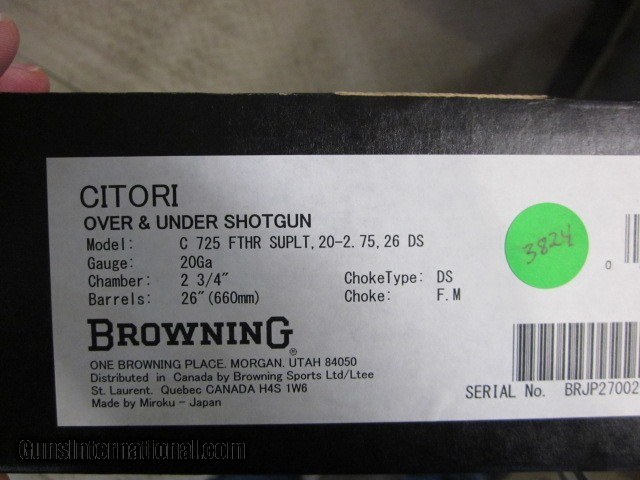 CITORI
OVER & UNDER SHOTGUN
Model: C 725 FTHR SUPLT, 20-2.75, 26 DS
Gauge: 20Ga
Chamber: 2 3/4" ChokeType: DS
Barrels: 26"(660mm) Choke: F.M
3824
0
BROWNING®
ONE BROWNING PLACE. MORGAN. UTAH 84050
Distributed in Canada by Browning Sports Ltd/Ltee
St. Laurent. Quebec CANADA H4S 1W6
Made by Miroku - Japan
SERIAL No. BRJP27002
GunsInternational.com